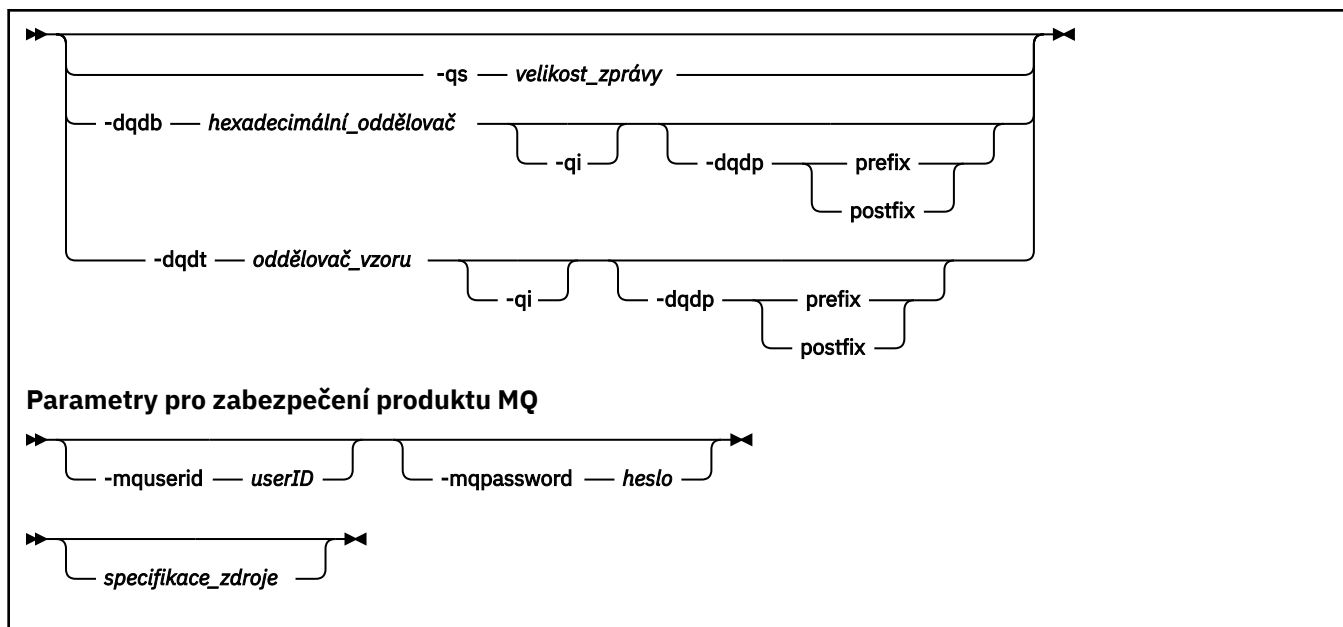 -qs velikost_zprávy
-dqdb hexadecimální_oddělovač
-qi -dqdp prefix
postfix
-dqdt oddělovač_vzoru
-qi -dqdp prefix
postfix
Parametry pro zabezpečení produktu MQ
-mquserid userID -mqpassword heslo
specifikace_zdroje